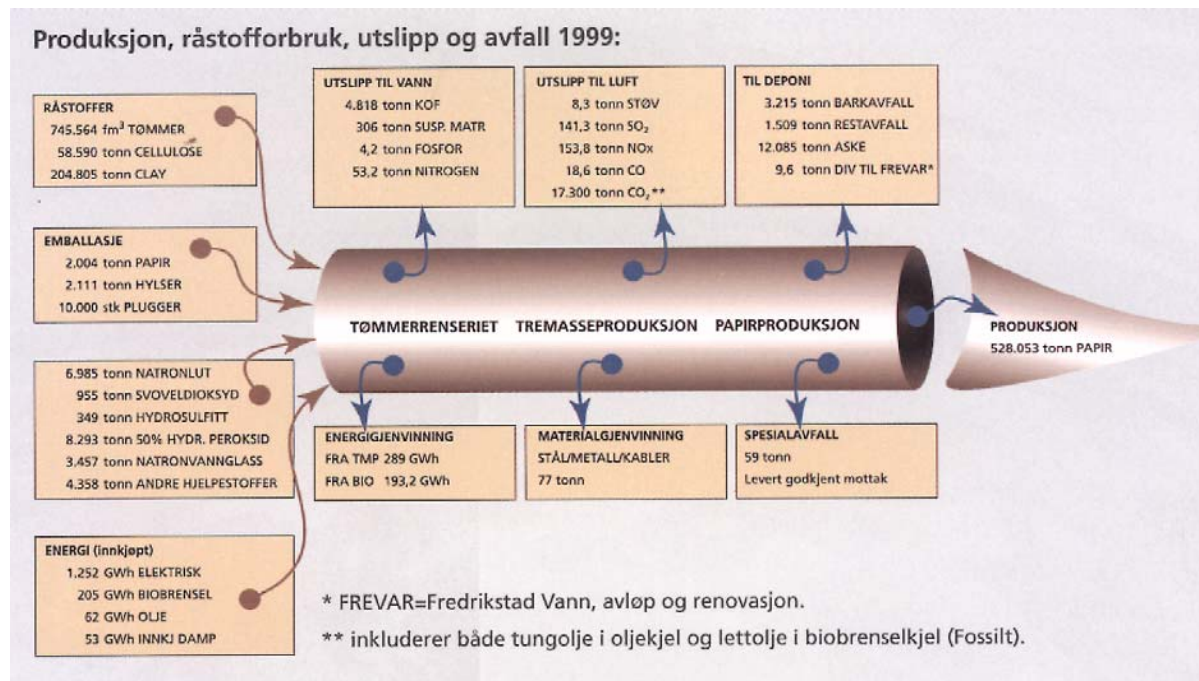 Produksjon, råstofforbruk, utslipp og avfall 1999:
RÅSTOFFER
745.564 fm³ TØMMER
58.590 tonn CELLULOSE
204.805 tonn CLAY
EMBALLASJE
2.004 tonn PAPIR
2.111 tonn HYLSER
10.000 stk PLUGGER
6.985 tonn NATRONLUT
955 tonn SVOVELDIOKSYD
349 tonn HYDROSULFITT
8.293 tonn 50% HYDR. PEROKSID
3.457 tonn NATRONVANNGLASS
4.358 tonn ANDRE HJELPESTOFFER
ENERGI (innkjøpt)
1.252 GWh ELEKTRISK
205 GWh BIOBRENSEL
62 GWh OLJE
53 GWh INNKJ DAMP
UTSLIPP TIL VANN
4.818 tonn KOF
306 tonn SUSP. MATR
4,2 tonn FOSFOR
53,2 tonn NITROGEN
UTSLIPP TIL LUFT
8,3 tonn STØV
141,3 tonn SO₂
153,8 tonn NOx
18,6 tonn CO
17.300 tonn CO₂**
TIL DEPONI
3.215 tonn BARKAVFALL
1.509 tonn RESTAVFALL
12.085 tonn ASKE
9,6 tonn DIV TIL FREVAR*
TØMMERRENSERIET TREMASSEPRODUKSJON PAPIRPRODUKSJON
PRODUKSJON
528.053 tonn PAPIR
ENERGIGJENVINNING
FRA TMP 289 GWh
FRA BIO 193,2 GWh
MATERIALGJENVINNING
STÅL/METALL/KABLER
77 tonn
SPESIALAVFALL
59 tonn
Levert godkjent mottak
* FREVAR=Fredrikstad Vann, avløp og renovasjon.
** inkluderer både tungolje i oljekjel og lettolje i biobrenselkjel (Fossilt).